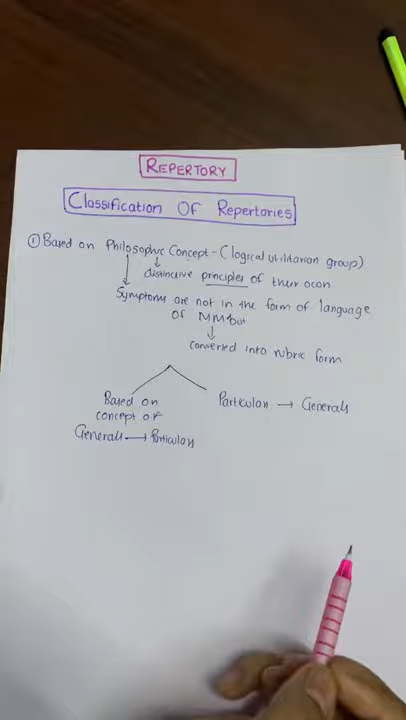 REPERTORY
Classification Of Repertories
① Based on Philosophic Concept - (logical utilitarian group)
distinctive principles of their own
Symptoms are not in the form of language
of MM but
converted into rubric form
Based on
concept of
Generals → Particulars
Particulars → Generals